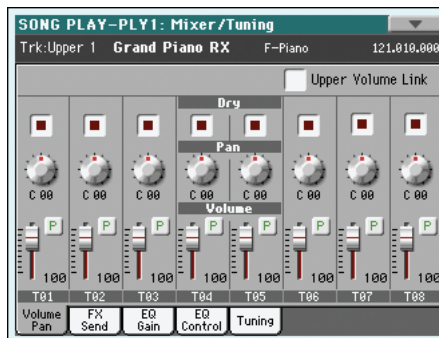 SONG PLAY-PLY1: Mixer/Tuning
Trk:Upper 1 Grand Piano RX F-Piano 121.010.000
Upper Volume Link
Dry
Pan
C 00 C 00 C 00 C 00 C 00 C 00 C 00 C 00
Volume
P P P P P P P P
100 100 100 100 100 100 100 100
T01 T02 T03 T04 T05 T06 T07 T08
Volume Pan FX Send EQ Gain EQ Control Tuning